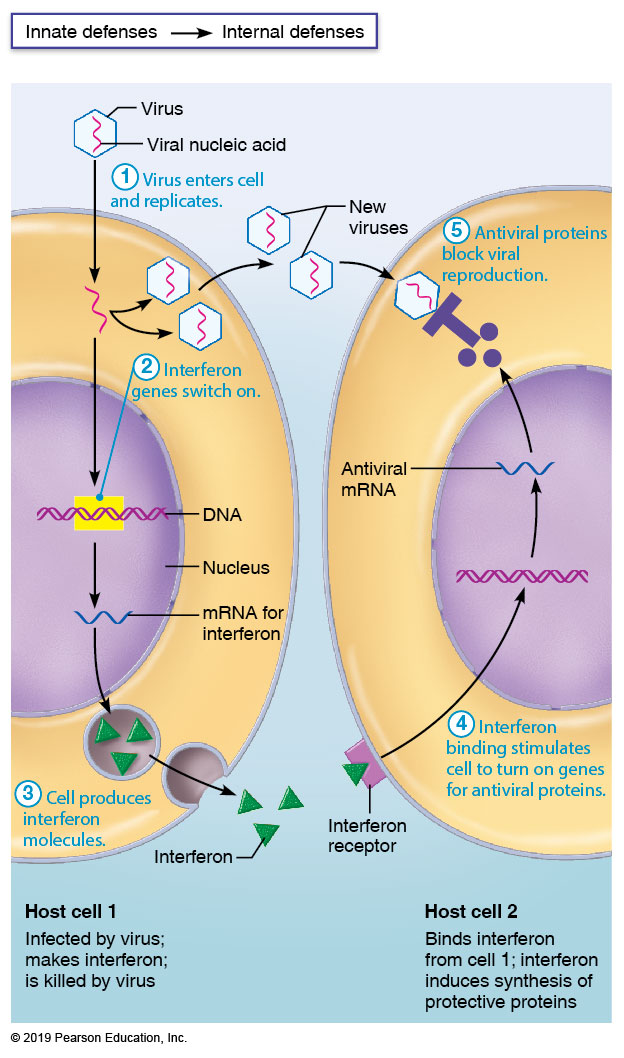 Innate defenses → Internal defenses
Virus
Viral nucleic acid
1 Virus enters cell
and replicates.
New
viruses
5 Antiviral proteins
block viral
reproduction.
2 Interferon
genes switch on.
Antiviral
mRNA
DNA
Nucleus
mRNA for
interferon
4 Interferon
binding stimulates
cell to turn on genes
for antiviral proteins.
3 Cell produces
interferon
molecules.
Interferon
Interferon
receptor
Host cell 1
Infected by virus;
makes interferon;
is killed by virus
Host cell 2
Binds interferon
from cell 1; interferon
induces synthesis of
protective proteins
© 2019 Pearson Education, Inc.